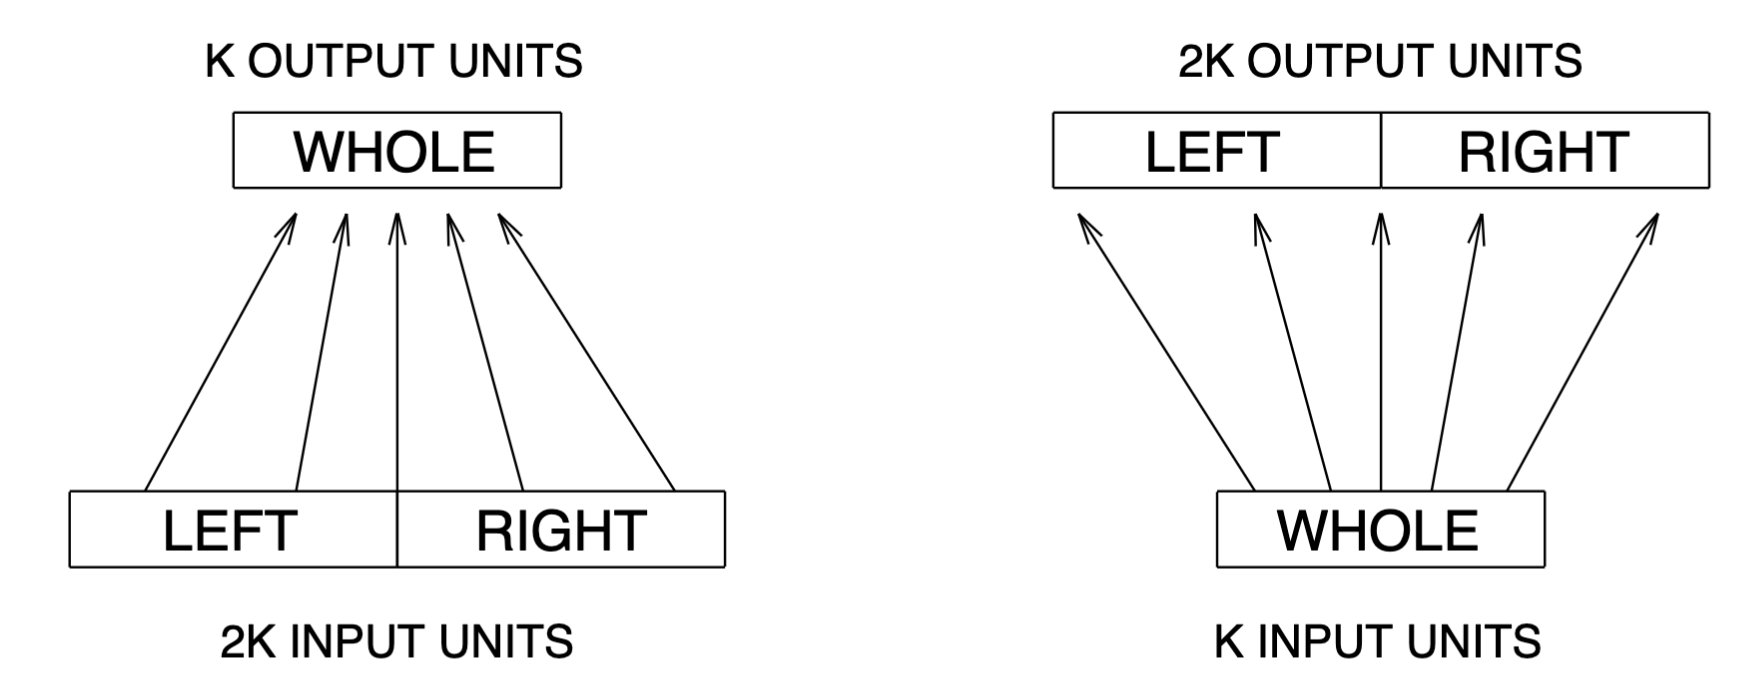 K OUTPUT UNITS
WHOLE
LEFT RIGHT
2K INPUT UNITS
2K OUTPUT UNITS
LEFT RIGHT
WHOLE
K INPUT UNITS